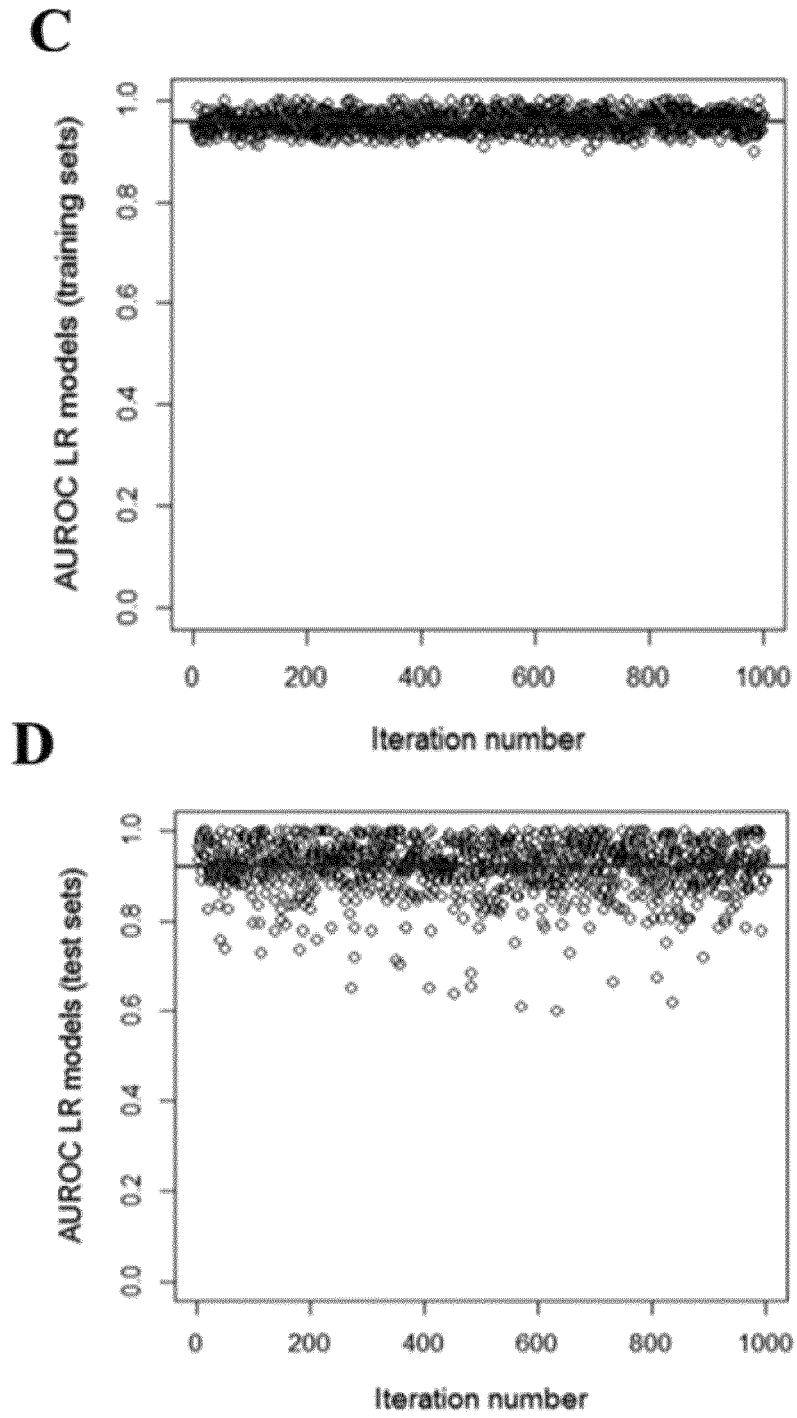 C
AUROC LR models (training sets)
1.0
0.8
0.6
0.4
0.2
0.0
0 200 400 600 800 1000
Iteration number
D
AUROC LR models (test sets)
1.0
0.8
0.6
0.4
0.2
0.0
0 200 400 600 800 1000
Iteration number